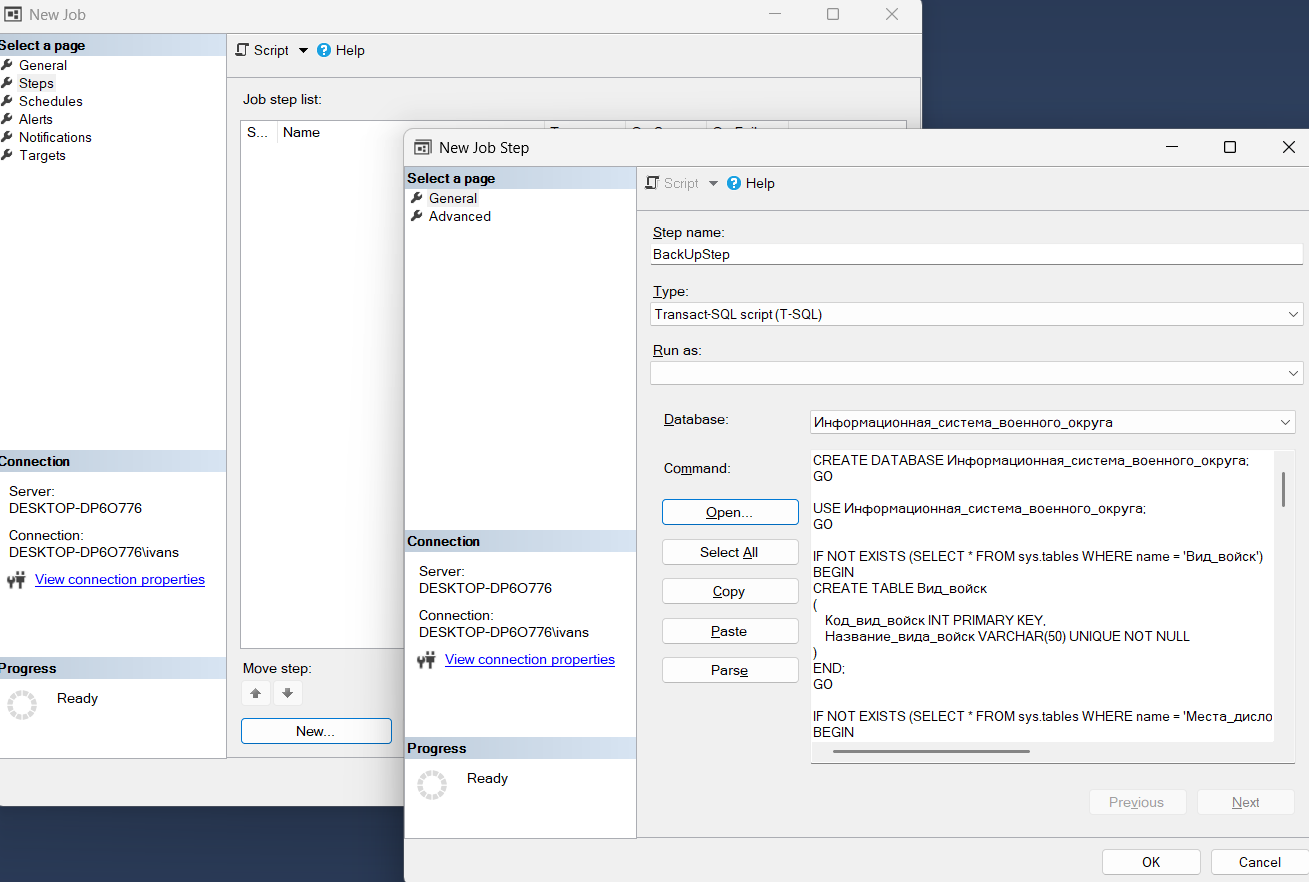 New Job
Select a page
General
Steps
Schedules
Alerts
Notifications
Targets
Script
Help
Job step list:
S... Name
Connection
Server:
DESKTOP-DP6O776
Connection:
DESKTOP-DP6O776\ivans
View connection properties
Progress
Ready
Move step:
New...
New Job Step
Select a page
General
Advanced
Script
Help
Step name:
BackUpStep
Type:
Transact-SQL script (T-SQL)
Run as:
Database:
Информационная_система_военного_округа
Command:
Open...
Select All
Copy
Paste
Parse
CREATE DATABASE Информационная_система_военного_округа;
GO
USE Информационная_система_военного_округа;
GO
IF NOT EXISTS (SELECT * FROM sys.tables WHERE name = 'Вид_войск')
BEGIN
CREATE TABLE Вид_войск
(
Код_вид_войск INT PRIMARY KEY,
Название_вида_войск VARCHAR(50) UNIQUE NOT NULL
)
END;
GO
IF NOT EXISTS (SELECT * FROM sys.tables WHERE name = 'Места_дисло
BEGIN
Connection
Server:
DESKTOP-DP6O776
Connection:
DESKTOP-DP6O776\ivans
View connection properties
Progress
Ready
Previous
Next
OK
Cancel